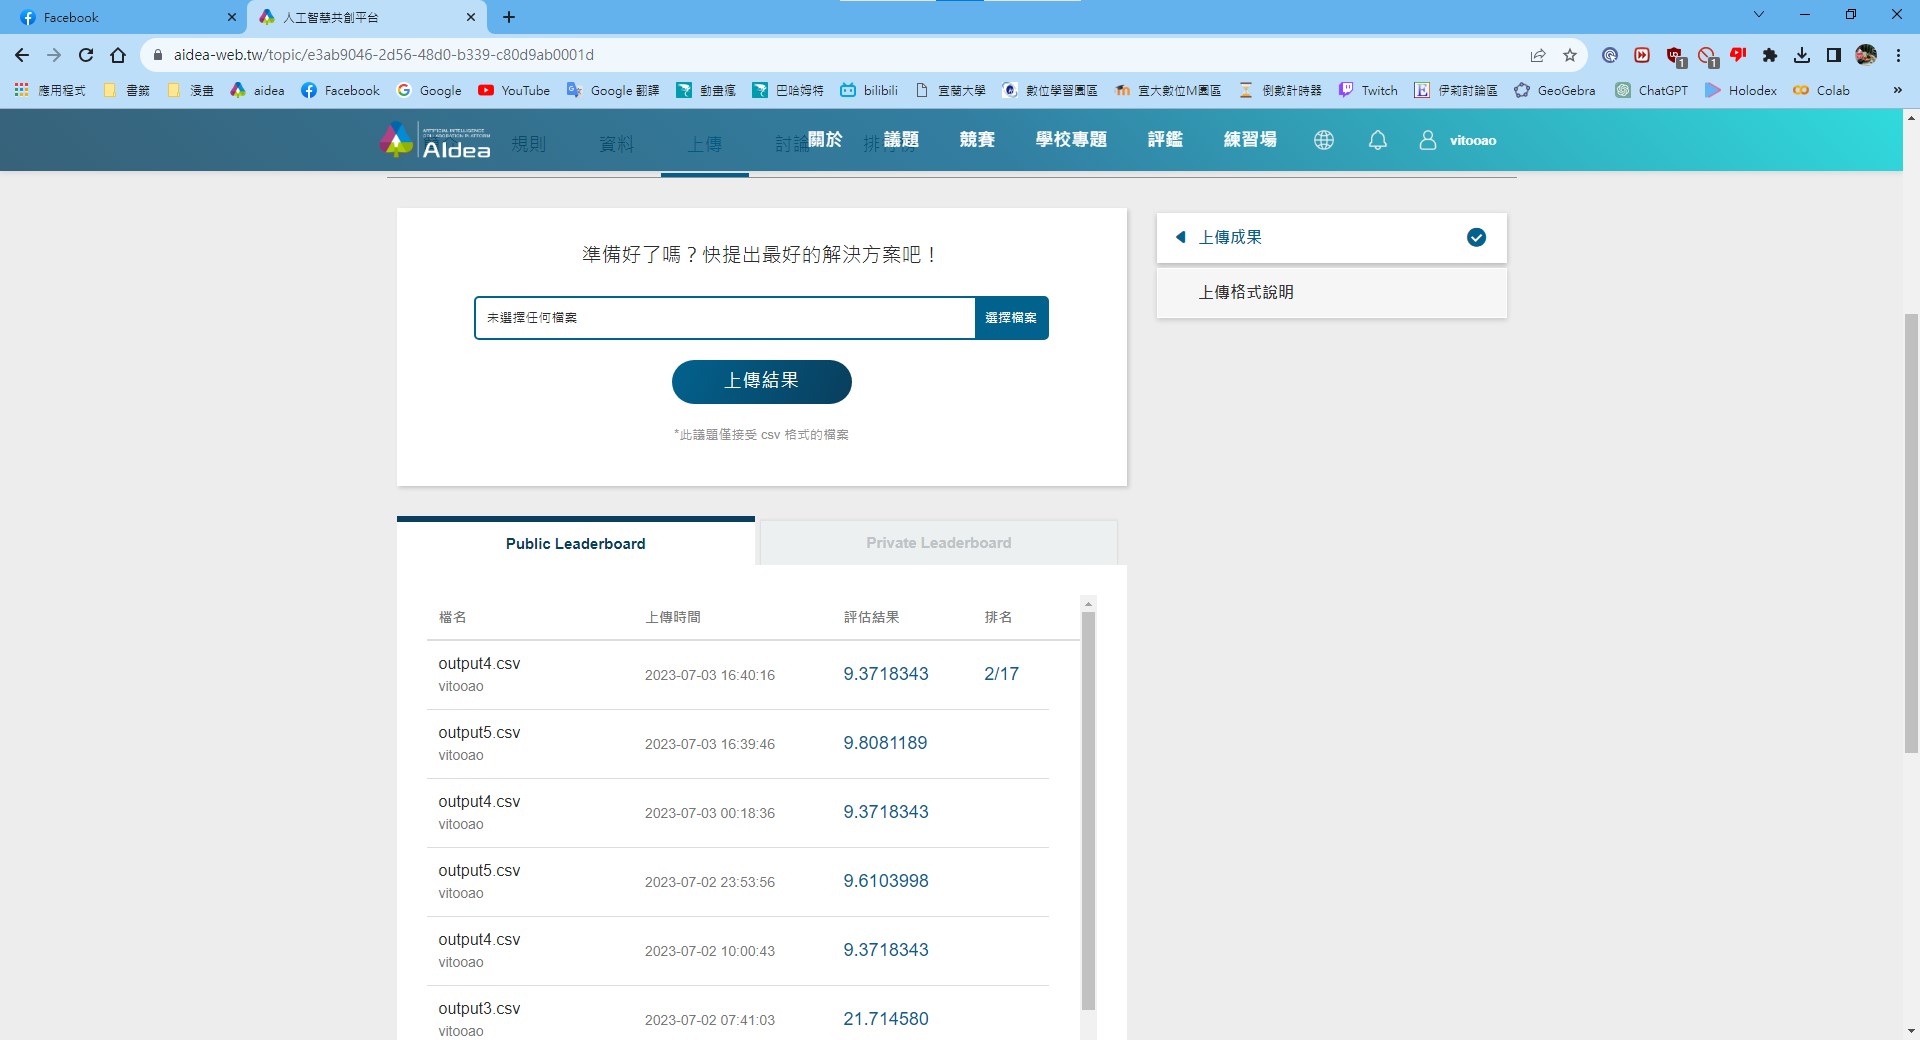 Facebook
人工智慧共創平台
aidea-web.tw/topic/e3ab9046-2d56-48d0-b339-c80d9ab0001d
1
1
應用程式
書籤
漫畫
aidea
Facebook
Google
YouTube
Google 翻譯
動畫瘋
巴哈姆特
bilibili
宜蘭大學
數位學習園區
宜大數位M園區
倒數計時器
Twitch
伊莉討論區
GeoGebra
ChatGPT
Holodex
Colab
»
ARTIFICIAL INTELLIGENCE
COLLABORATION PLATFORM
AIdea
規則
資料
上傳
討論
關於
議題
競賽
學校專題
評鑑
練習場
vitooao
準備好了嗎？快提出最好的解決方案吧！
未選擇任何檔案
選擇檔案
上傳結果
*此議題僅接受 csv 格式的檔案
上傳成果
上傳格式說明
Public Leaderboard
Private Leaderboard
檔名 上傳時間 評估結果 排名
output4.csv
vitooao
2023-07-03 16:40:16 9.3718343 2/17
output5.csv
vitooao
2023-07-03 16:39:46 9.8081189
output4.csv
vitooao
2023-07-03 00:18:36 9.3718343
output5.csv
vitooao
2023-07-02 23:53:56 9.6103998
output4.csv
vitooao
2023-07-02 10:00:43 9.3718343
output3.csv
vitooao
2023-07-02 07:41:03 21.714580